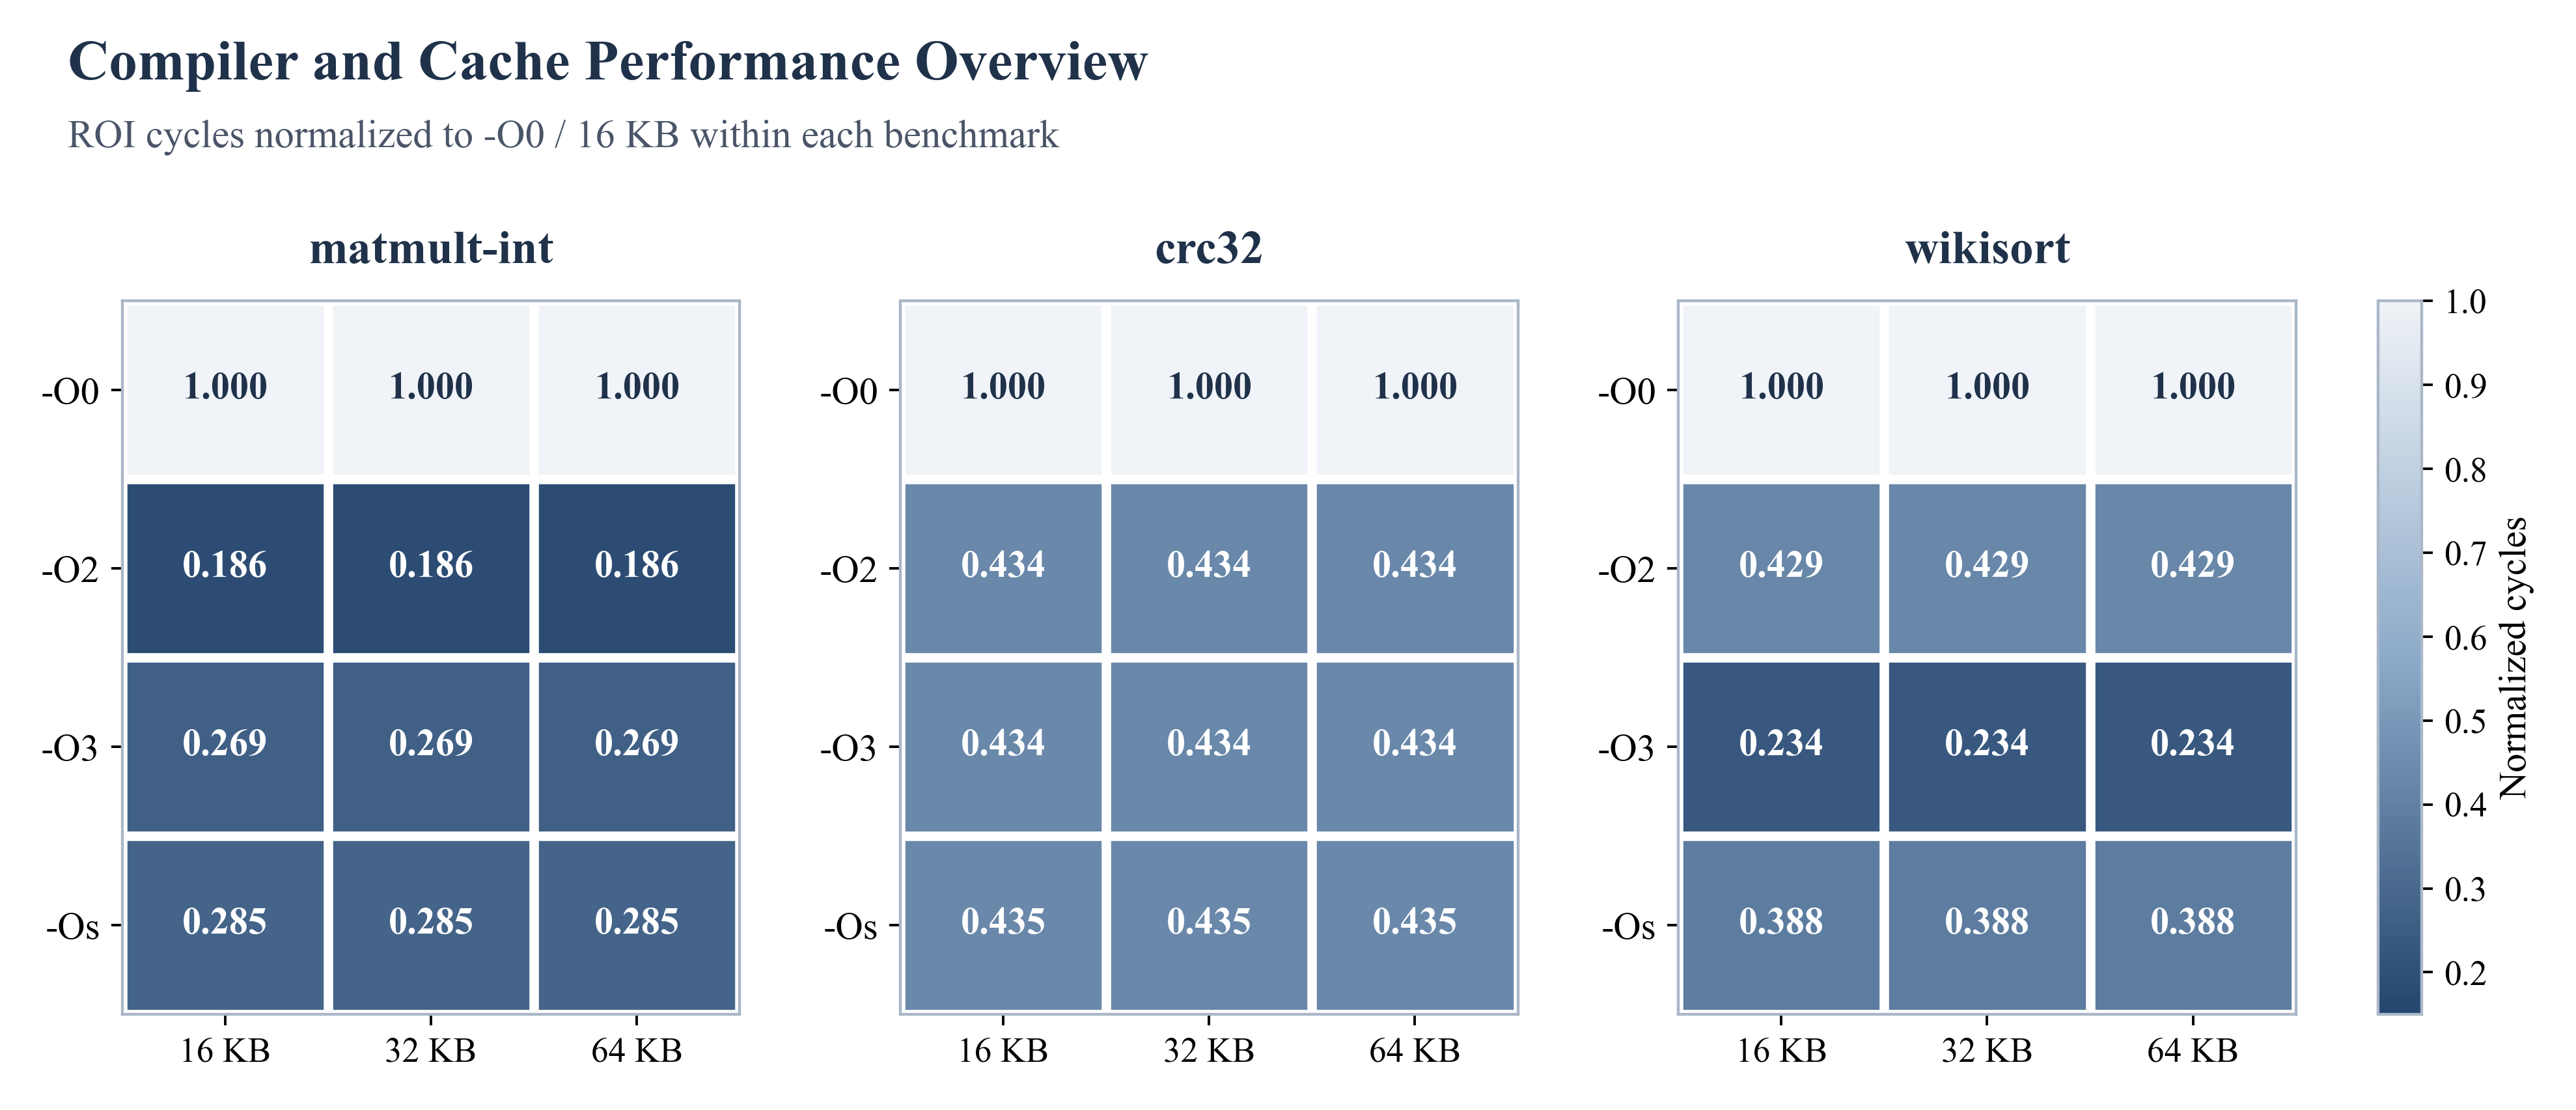 Compiler and Cache Performance Overview
ROI cycles normalized to -O0 / 16 KB within each benchmark
matmult-int
-O0 1.000 1.000 1.000
-O2 0.186 0.186 0.186
-O3 0.269 0.269 0.269
-Os 0.285 0.285 0.285
16 KB 32 KB 64 KB
crc32
-O0 1.000 1.000 1.000
-O2 0.434 0.434 0.434
-O3 0.434 0.434 0.434
-Os 0.435 0.435 0.435
16 KB 32 KB 64 KB
wikisort
-O0 1.000 1.000 1.000
-O2 0.429 0.429 0.429
-O3 0.234 0.234 0.234
-Os 0.388 0.388 0.388
16 KB 32 KB 64 KB
1.0
0.9
0.8
0.7
0.6
0.5
0.4
0.3
0.2
Normalized cycles